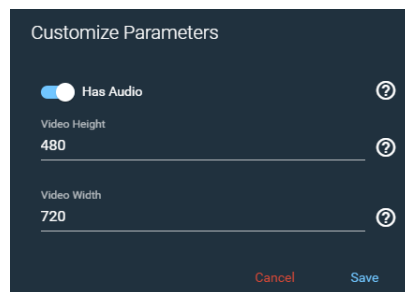 Customize Parameters
Has Audio
Video Height
480
Video Width
720
Cancel Save